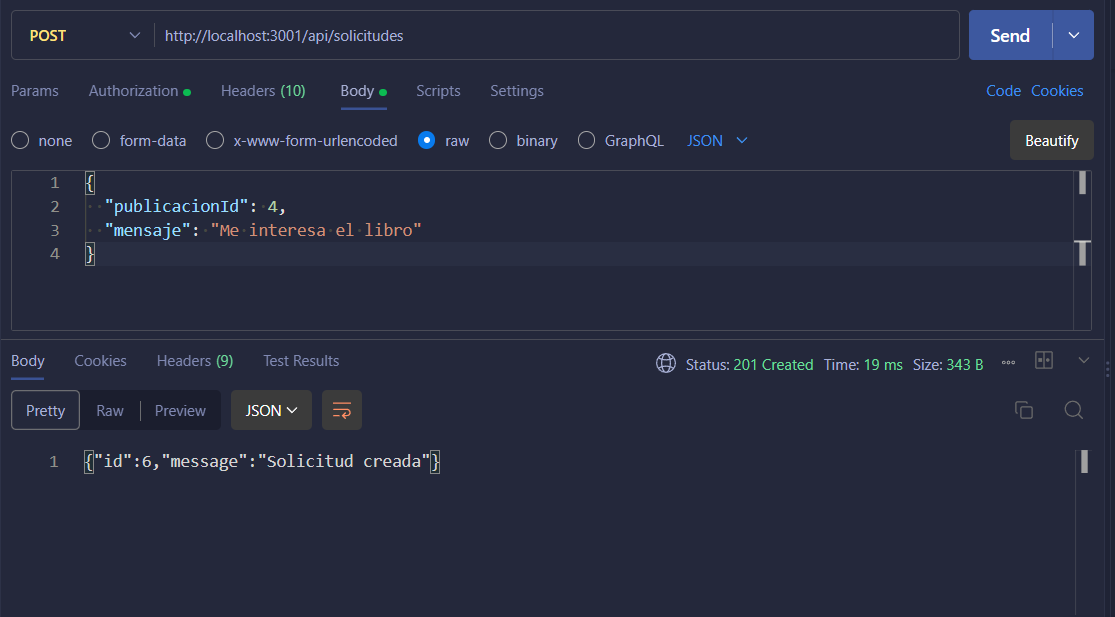 POST http://localhost:3001/api/solicitudes Send
Params Authorization Headers (10) Body Scripts Settings Code Cookies
none form-data x-www-form-urlencoded raw binary GraphQL JSON Beautify
1 {
2 "publicacionId": 4,
3 "mensaje": "Me interesa el libro"
4 }
Body Cookies Headers (9) Test Results Status: 201 Created Time: 19 ms Size: 343 B
Pretty Raw Preview JSON
1 {"id":6,"message":"Solicitud creada"}